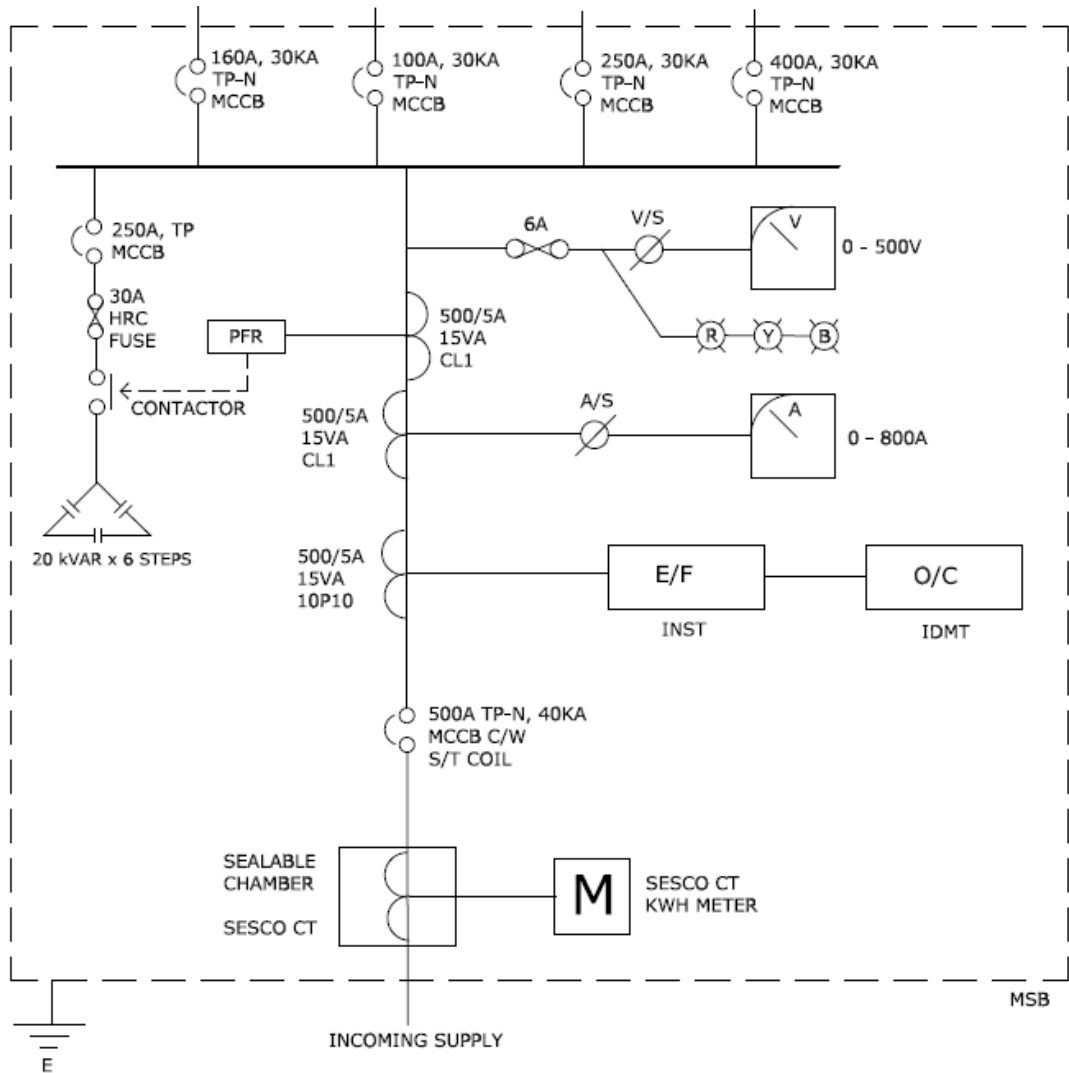 160A, 30KA
TP-N
MCCB
100A, 30KA
TP-N
MCCB
250A, 30KA
TP-N
MCCB
400A, 30KA
TP-N
MCCB
250A, TP
MCCB
30A
HRC
FUSE
CONTACTOR
20 kVAR x 6 STEPS
PFR
500/5A
15VA
CL1
6A
V/S
V
0 - 500V
R
Y
B
500/5A
15VA
CL1
A/S
A
0 - 800A
500/5A
15VA
10P10
E/F
INST
O/C
IDMT
500A TP-N, 40KA
MCCB C/W
S/T COIL
SEALABLE
CHAMBER
SESCO CT
M
SESCO CT
KWH METER
MSB
E
INCOMING SUPPLY